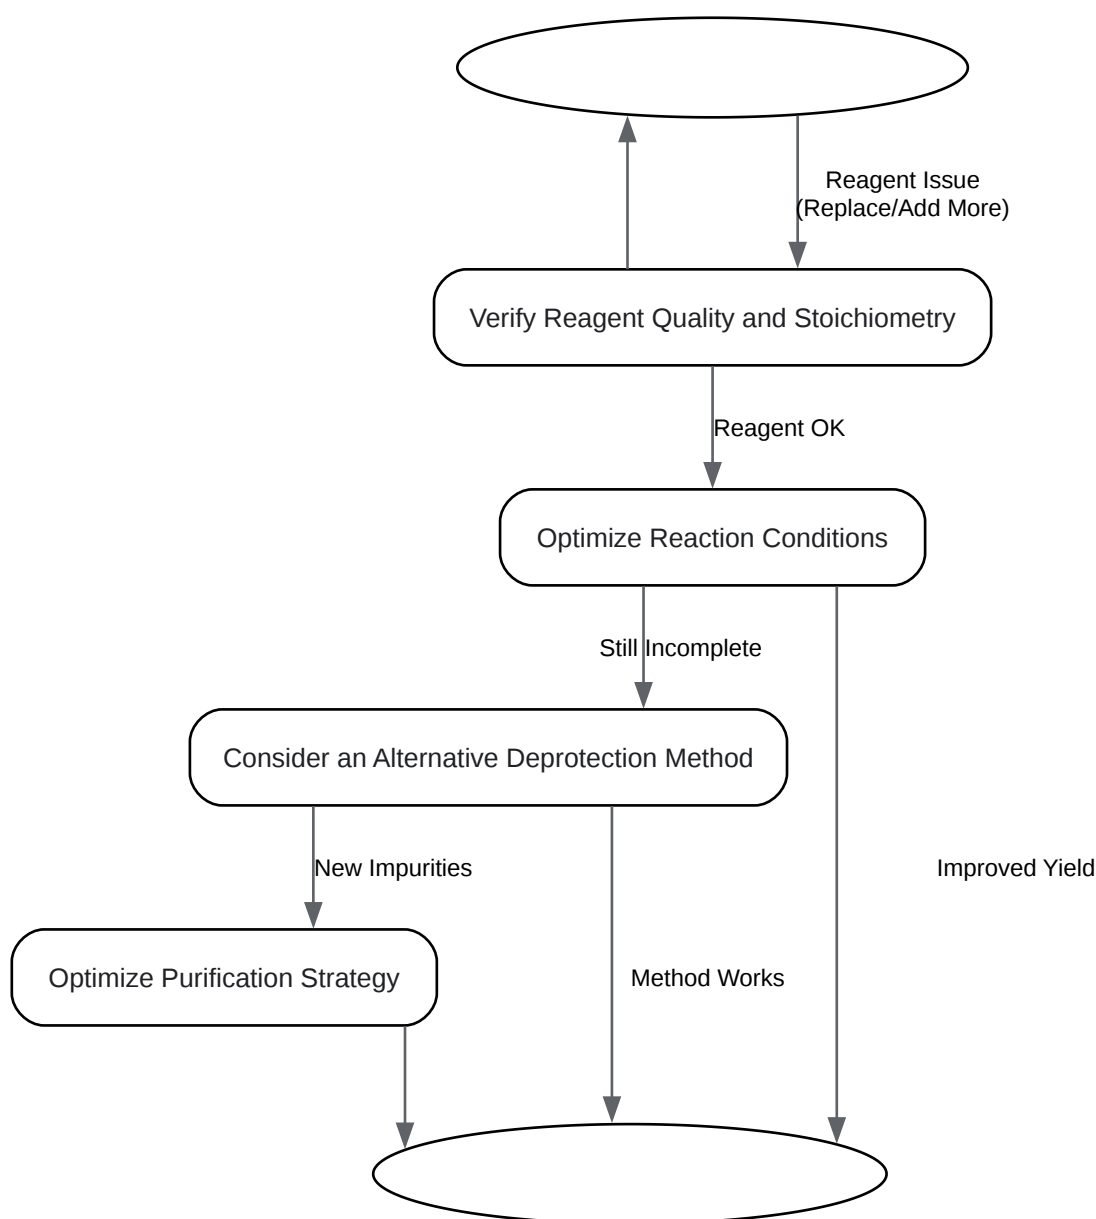 Reagent Issue
(Replace/Add More)
Verify Reagent Quality and Stoichiometry
Reagent OK
Optimize Reaction Conditions
Still Incomplete
Consider an Alternative Deprotection Method
New Impurities
Improved Yield
Optimize Purification Strategy
Method Works